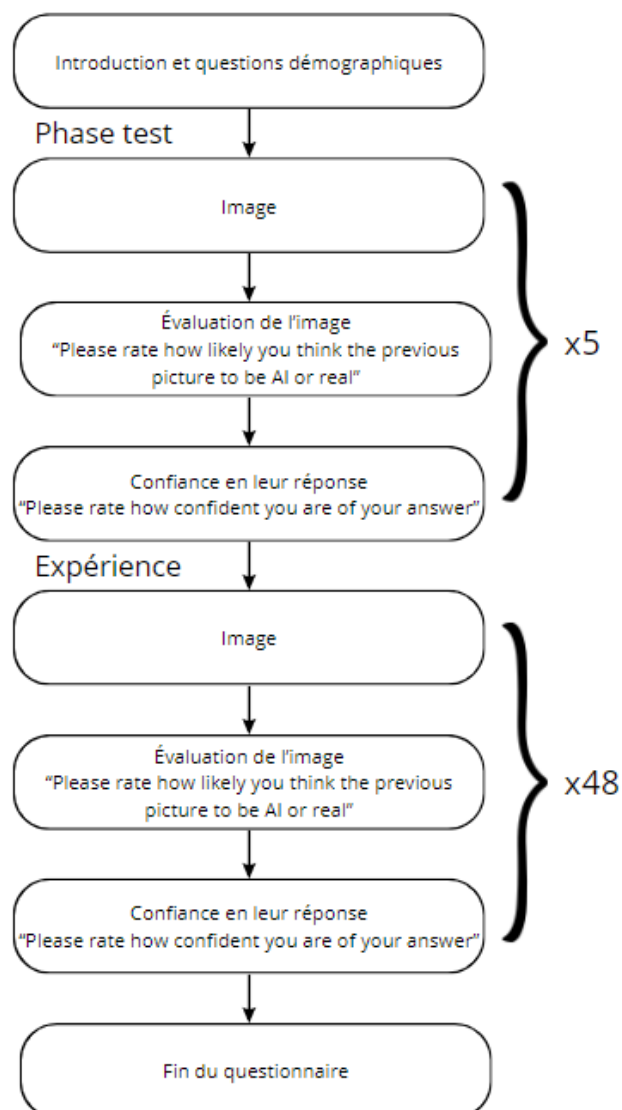 Introduction et questions démographiques
Phase test
Image
Évaluation de l'image
“Please rate how likely you think the previous
picture to be AI or real”
x5
Confiance en leur réponse
“Please rate how confident you are of your answer”
Expérience
Image
Évaluation de l'image
“Please rate how likely you think the previous
picture to be AI or real”
x48
Confiance en leur réponse
“Please rate how confident you are of your answer”
Fin du questionnaire